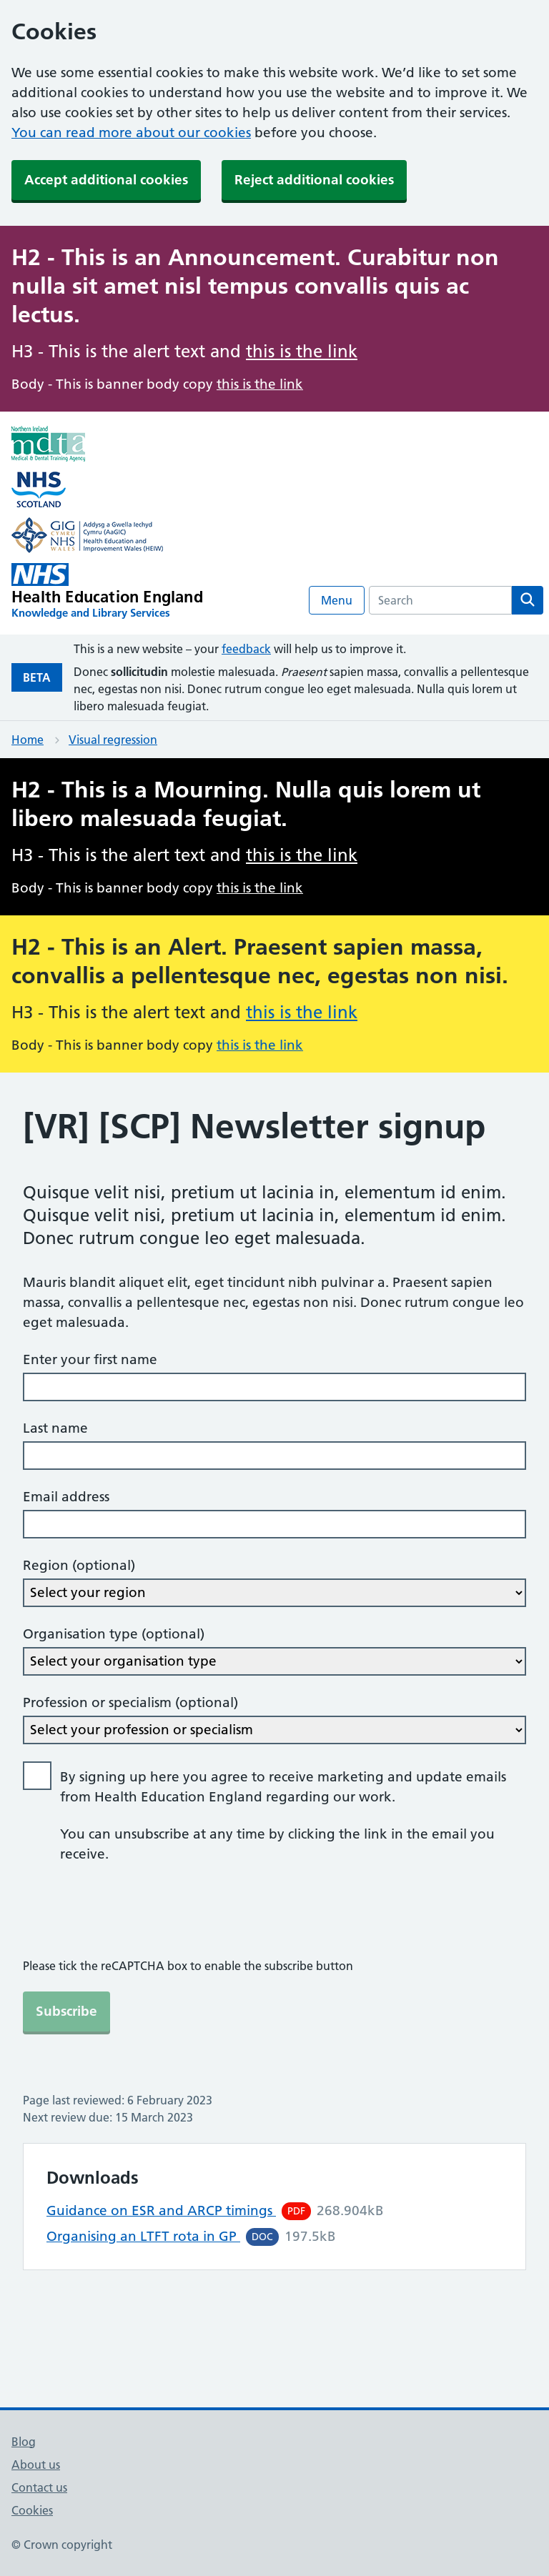 Cookies
We use some essential cookies to make this website work. We’d like to set some
additional cookies to understand how you use the website and to improve it. We
also use cookies set by other sites to help us deliver content from their services.
You can read more about our cookies before you choose.
Accept additional cookies
Reject additional cookies
H2 - This is an Announcement. Curabitur non
nulla sit amet nisl tempus convallis quis ac
lectus.
H3 - This is the alert text and this is the link
Body - This is banner body copy this is the link
Northern Ireland
mdta
Medical & Dental Training Agency
NHS
SCOTLAND
GIG
CYMRU
NHS
WALES
Addysg a Gwella Iechyd
Cymru (AaGIC)
Health Education and
Improvement Wales (HEIW)
NHS
Health Education England
Knowledge and Library Services
Menu
Search
BETA
This is a new website – your feedback will help us to improve it.
Donec sollicitudin molestie malesuada. Praesent sapien massa, convallis a pellentesque
nec, egestas non nisi. Donec rutrum congue leo eget malesuada. Nulla quis lorem ut
libero malesuada feugiat.
Home
Visual regression
H2 - This is a Mourning. Nulla quis lorem ut
libero malesuada feugiat.
H3 - This is the alert text and this is the link
Body - This is banner body copy this is the link
H2 - This is an Alert. Praesent sapien massa,
convallis a pellentesque nec, egestas non nisi.
H3 - This is the alert text and this is the link
Body - This is banner body copy this is the link
[VR] [SCP] Newsletter signup
Quisque velit nisi, pretium ut lacinia in, elementum id enim.
Quisque velit nisi, pretium ut lacinia in, elementum id enim.
Donec rutrum congue leo eget malesuada.
Mauris blandit aliquet elit, eget tincidunt nibh pulvinar a. Praesent sapien
massa, convallis a pellentesque nec, egestas non nisi. Donec rutrum congue leo
eget malesuada.
Enter your first name
Last name
Email address
Region (optional)
Select your region
Organisation type (optional)
Select your organisation type
Profession or specialism (optional)
Select your profession or specialism
By signing up here you agree to receive marketing and update emails
from Health Education England regarding our work.
You can unsubscribe at any time by clicking the link in the email you
receive.
Please tick the reCAPTCHA box to enable the subscribe button
Subscribe
Page last reviewed: 6 February 2023
Next review due: 15 March 2023
Downloads
Guidance on ESR and ARCP timings PDF 268.904kB
Organising an LTFT rota in GP DOC 197.5kB
Blog
About us
Contact us
Cookies
© Crown copyright